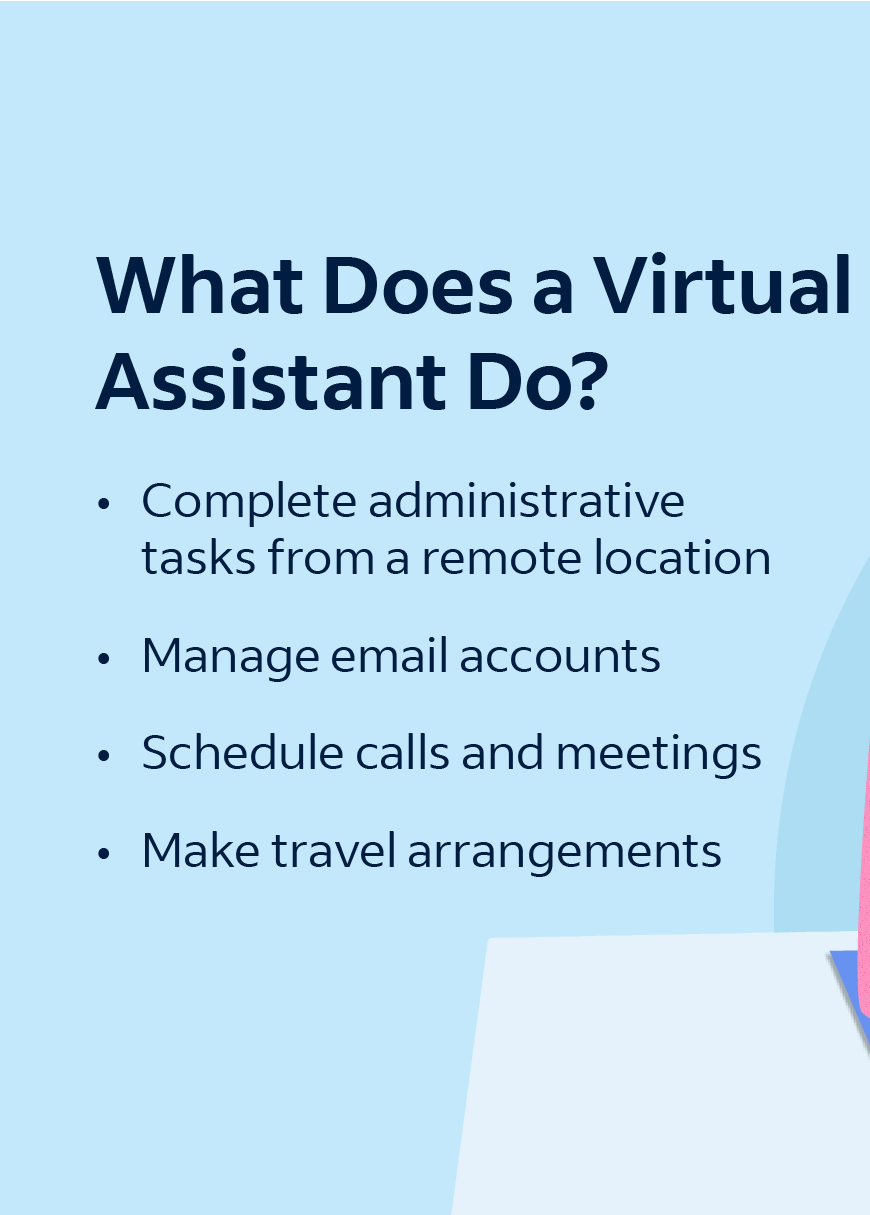 What Does a Virtual
Assistant Do?
• Complete administrative
tasks from a remote location
• Manage email accounts
• Schedule calls and meetings
• Make travel arrangements